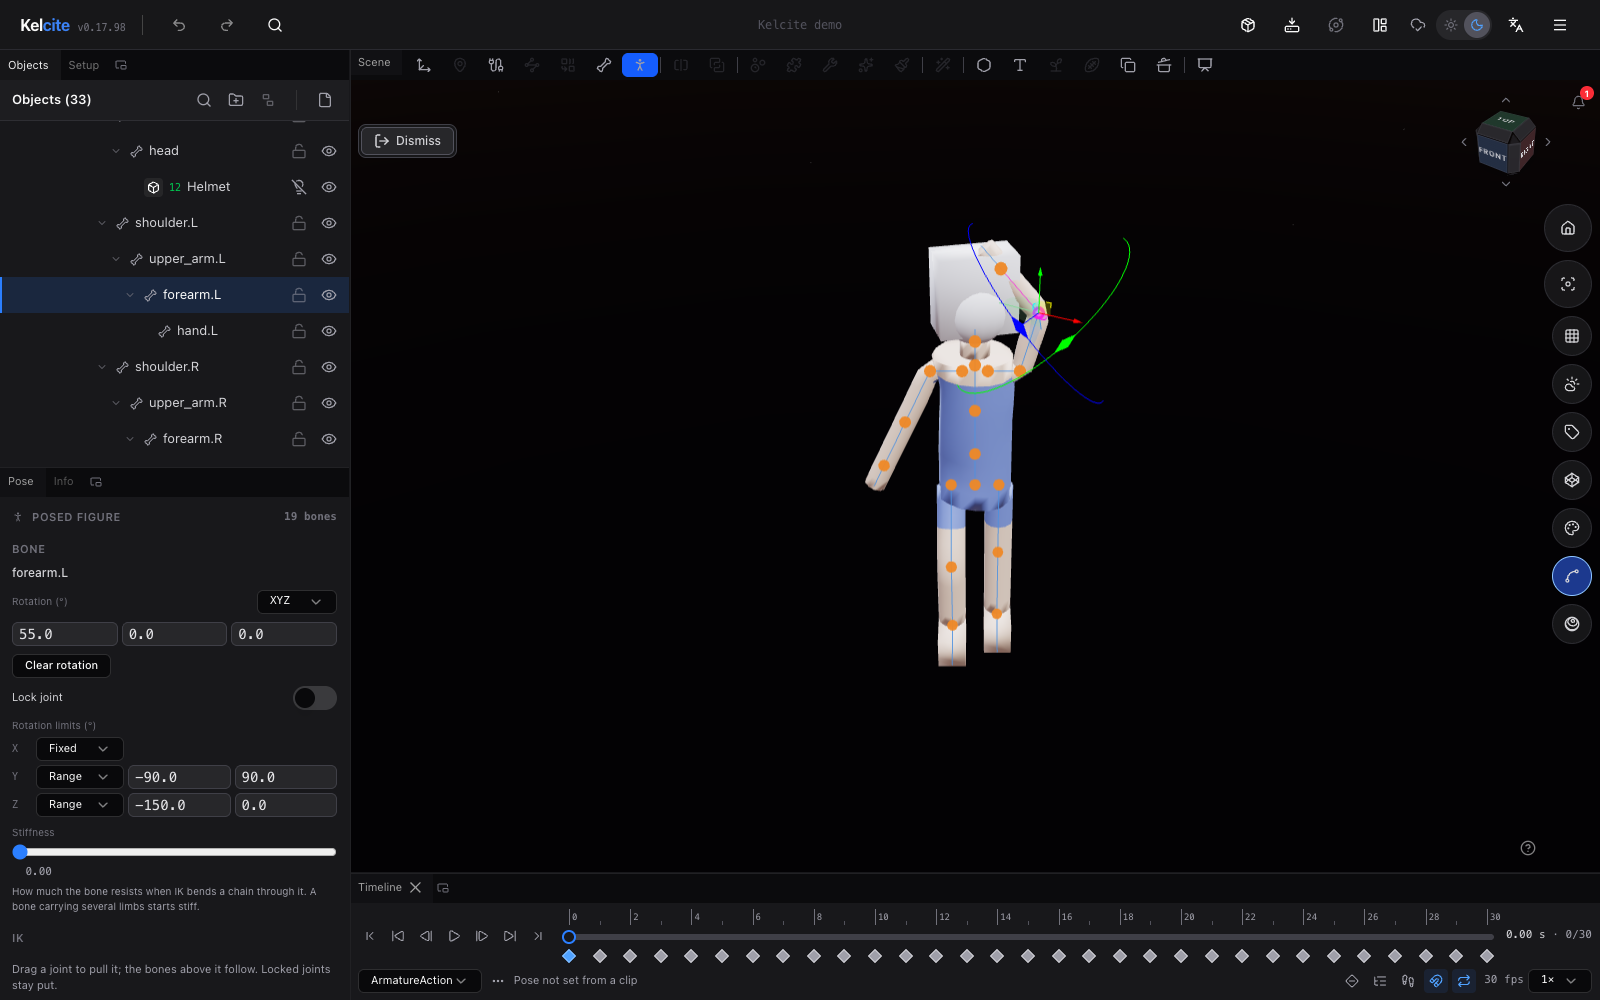 Kelcite v0.17.98
Kelcite demo
Objects Setup
Scene
Objects (33)
Dismiss
1
TOP
FRONT
RIGHT
head
12 Helmet
shoulder.L
upper_arm.L
forearm.L
hand.L
shoulder.R
upper_arm.R
forearm.R
Pose Info
POSED FIGURE 19 bones
BONE
forearm.L
Rotation (°) XYZ
55.0 0.0 0.0
Clear rotation
Lock joint
Rotation limits (°)
X Fixed
Y Range -90.0 90.0
Z Range -150.0 0.0
Stiffness
0.00
How much the bone resists when IK bends a chain through it. A
bone carrying several limbs starts stiff.
IK
Drag a joint to pull it; the bones above it follow. Locked joints
stay put.
Timeline
0 2 4 6 8 10 12 14 16 18 20 22 24 26 28 30
0.00 s · 0/30
ArmatureAction Pose not set from a clip 30 fps 1×